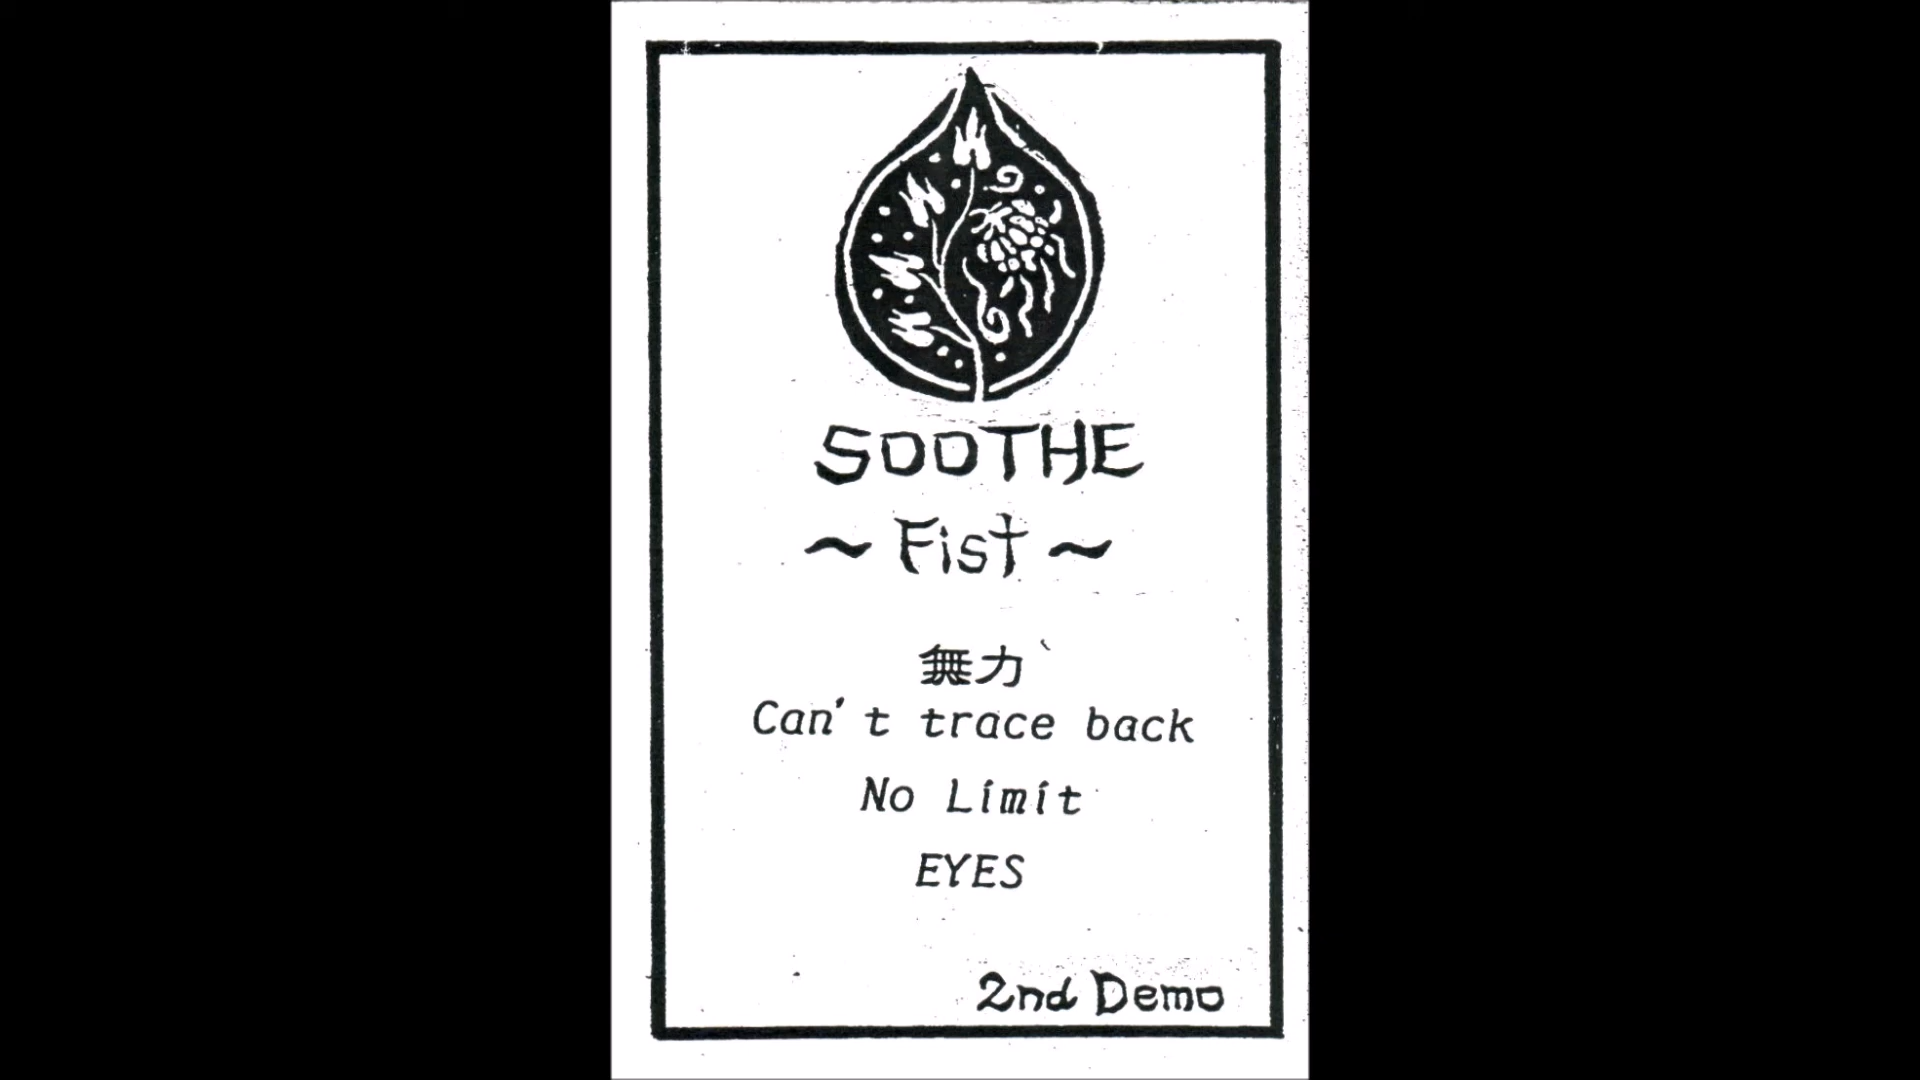 SOOTHE
~ Fist ~
無力
Can't trace back
No Limit
EYES
2nd Demo